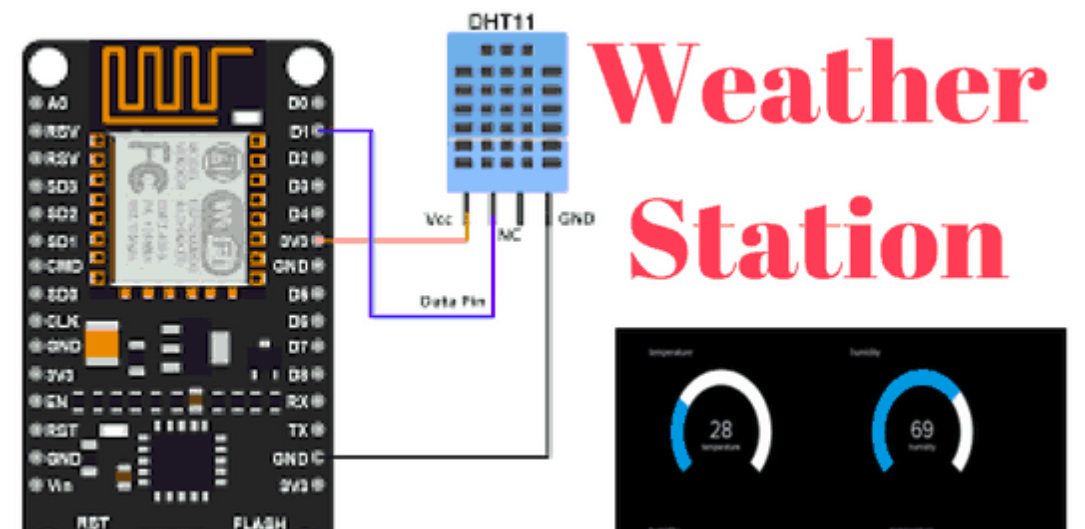 DHT11
Weather
Station
A0
RSV
RSV
SD3
SD2
SD1
CMD
SD0
CLK
GND
3V3
EN
RST
GND
Vin
D0
D1
D2
D3
D4
3V3
GND
D5
D6
D7
D8
RX
TX
GND
3V3
RST
FLASH
WiFi
Vcc
NC
GND
Data Pin
temperature
28
temperature
humidity
69
humidity